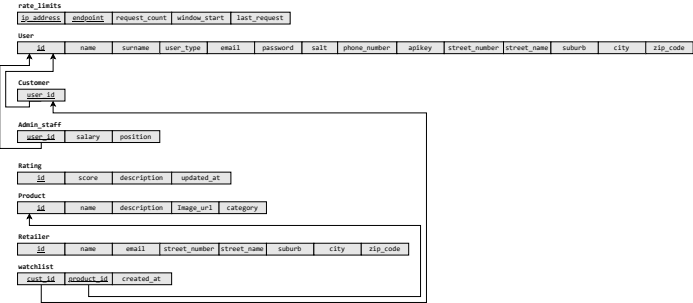 rate_limits
ip_address endpoint request_count window_start last_request
User
id name surname user_type email password salt phone_number apikey street_number street_name suburb city zip_code
Customer
user_id
Admin_staff
user_id salary position
Rating
id score description updated_at
Product
id name description Image_url category
Retailer
id name email street_number street_name suburb city zip_code
watchlist
cust_id product_id created_at